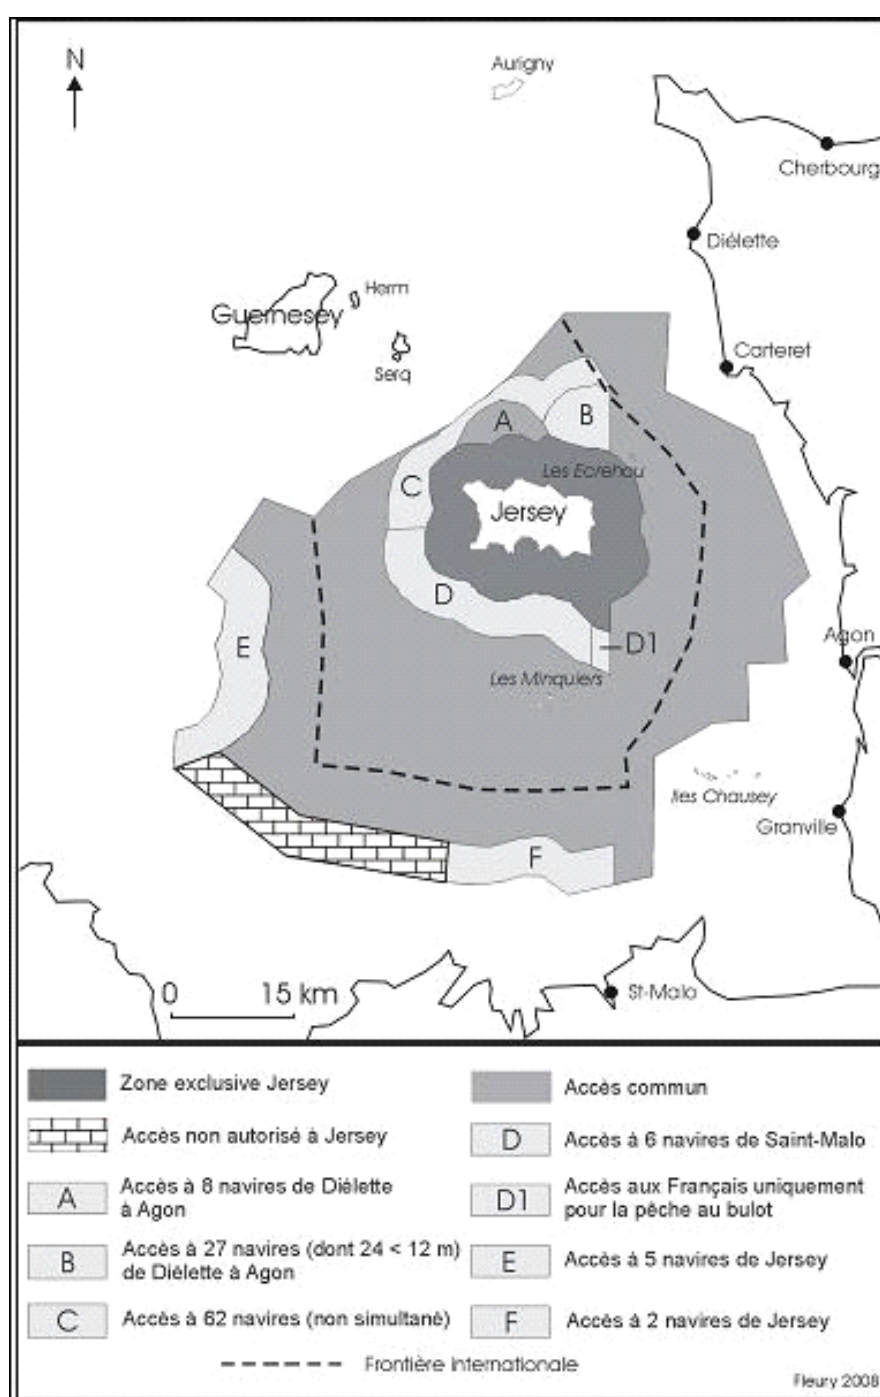 N
Aurigny
Cherbourg
Diélette
Herm
Guernesey
Serq
Carteret
A
B
Les Ecrehou
C
Jersey
D
E
D1
Agon
Les Minquiers
Iles Chausey
Granville
F
0 15 km
St-Malo
Zone exclusive Jersey
Accès commun
Accès non autorisé à Jersey
D
Accès à 6 navires de Saint-Malo
A
Accès à 8 navires de Diélette
à Agon
D1
Accès aux Français uniquement
pour la pêche au bulot
B
Accès à 27 navires (dont 24 < 12 m)
de Diélette à Agon
E
Accès à 5 navires de Jersey
C
Accès à 62 navires (non simultané)
F
Accès à 2 navires de Jersey
Frontière internationale
Fleury 2008